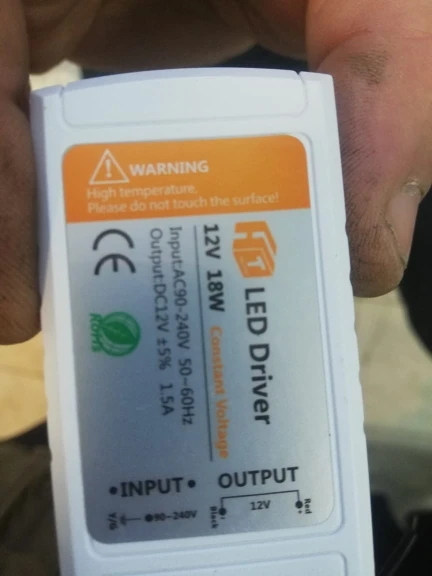 WARNING
High temperature.
Please do not touch the surface!
HT LED Driver
12V 18W Constant Voltage
Input:AC90-240V 50~60Hz
Output:DC12V ±5% 1.5A
CE
RoHS
•INPUT•
Y/G 90-240V
OUTPUT
Black 12V Red
- +